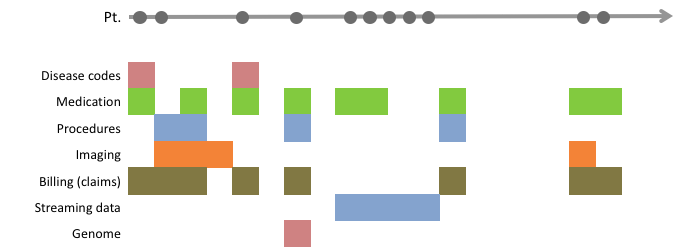 Pt.
Disease codes
Medication
Procedures
Imaging
Billing (claims)
Streaming data
Genome